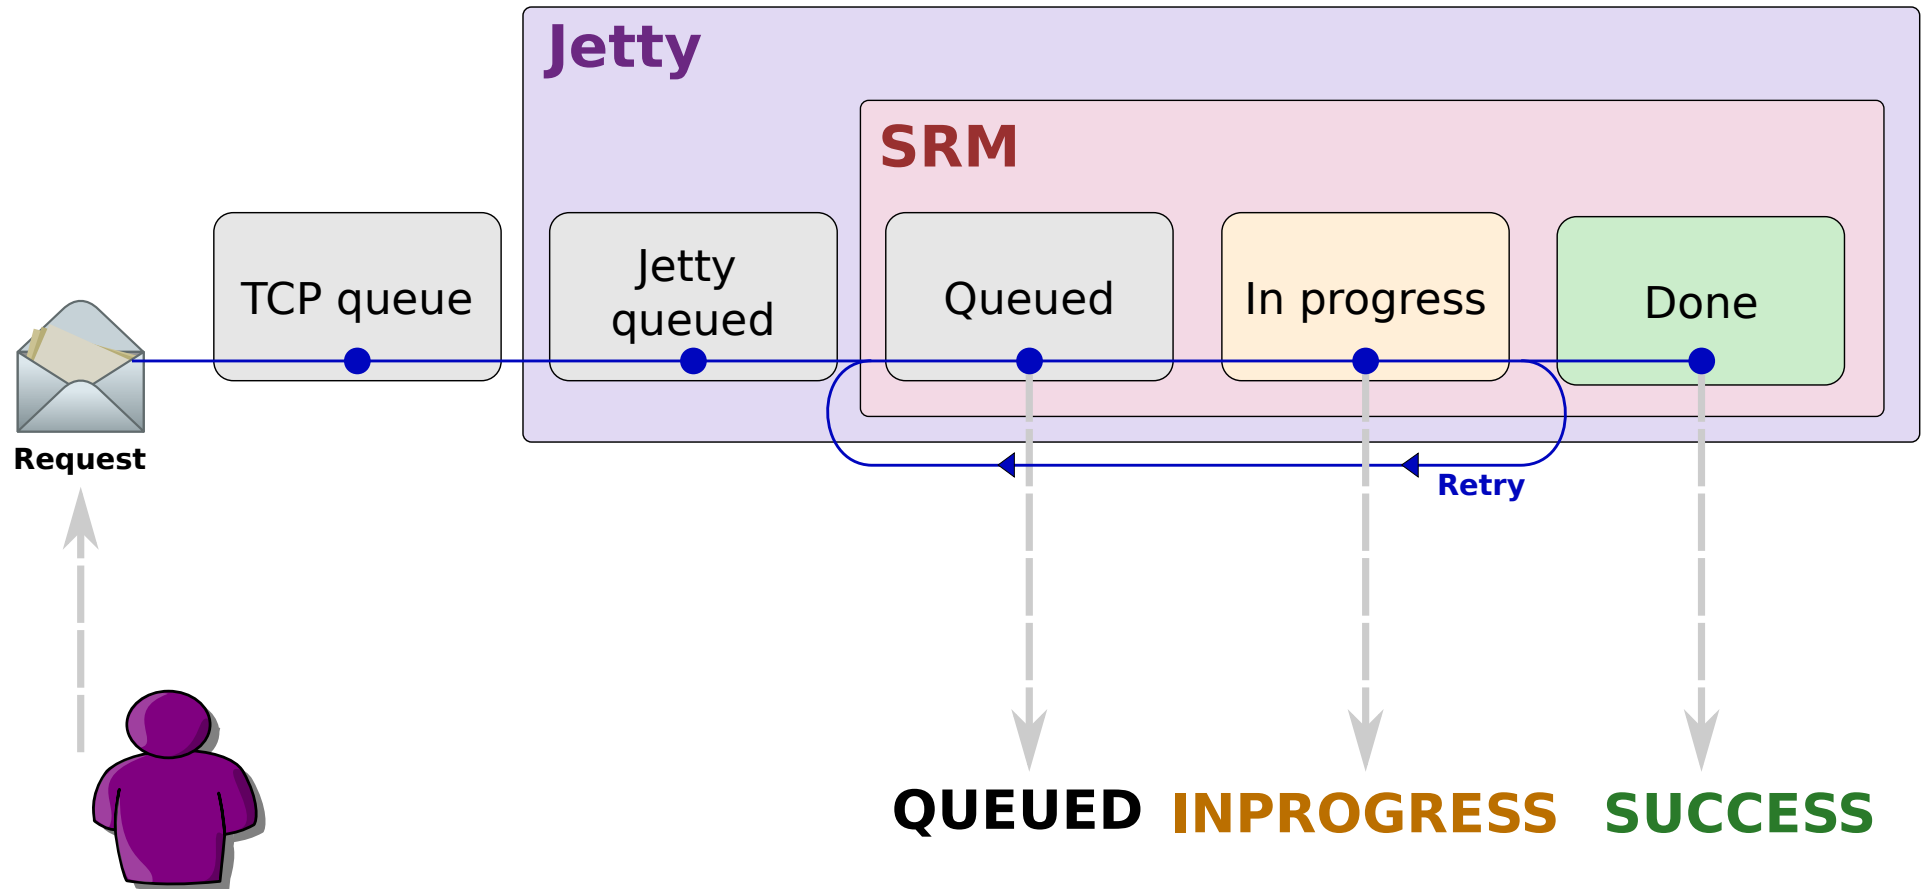 Jetty
SRM
TCP queue
Jetty
queued
Queued
In progress
Done
Request
Retry
QUEUED
INPROGRESS
SUCCESS